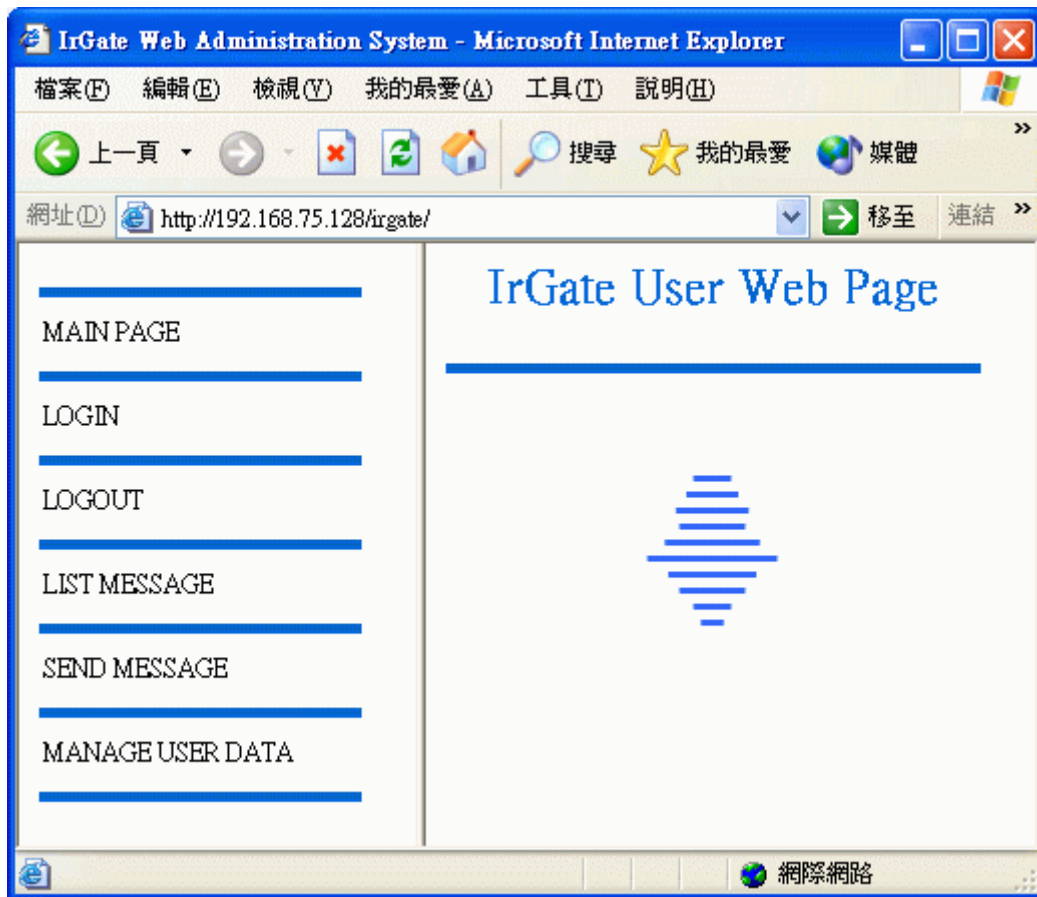 IrGate Web Administration System - Microsoft Internet Explorer
檔案(F) 編輯(E) 檢視(V) 我的最愛(A) 工具(T) 說明(H)
上一頁 搜尋 我的最愛 媒體 »
網址(D) http://192.168.75.128/irgate/ 移至 連結 »
IrGate User Web Page
MAIN PAGE
LOGIN
LOGOUT
LIST MESSAGE
SEND MESSAGE
MANAGE USER DATA
網際網路